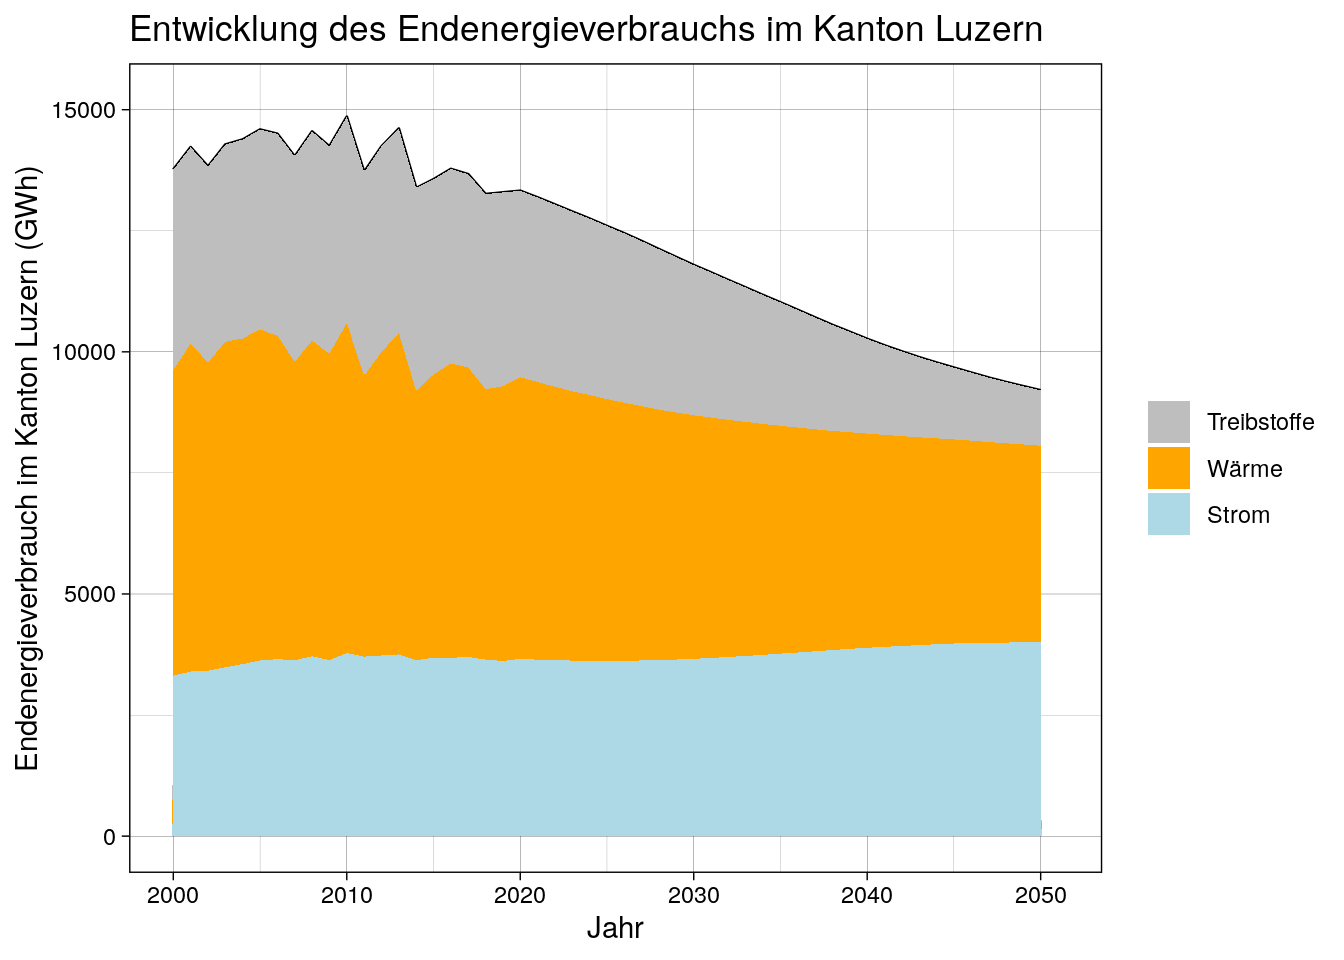 Entwicklung des Endenergieverbrauchs im Kanton Luzern
Endenergieverbrauch im Kanton Luzern (GWh)
15000
10000
5000
0
2000 2010 2020 2030 2040 2050
Jahr
Treibstoffe
Wärme
Strom